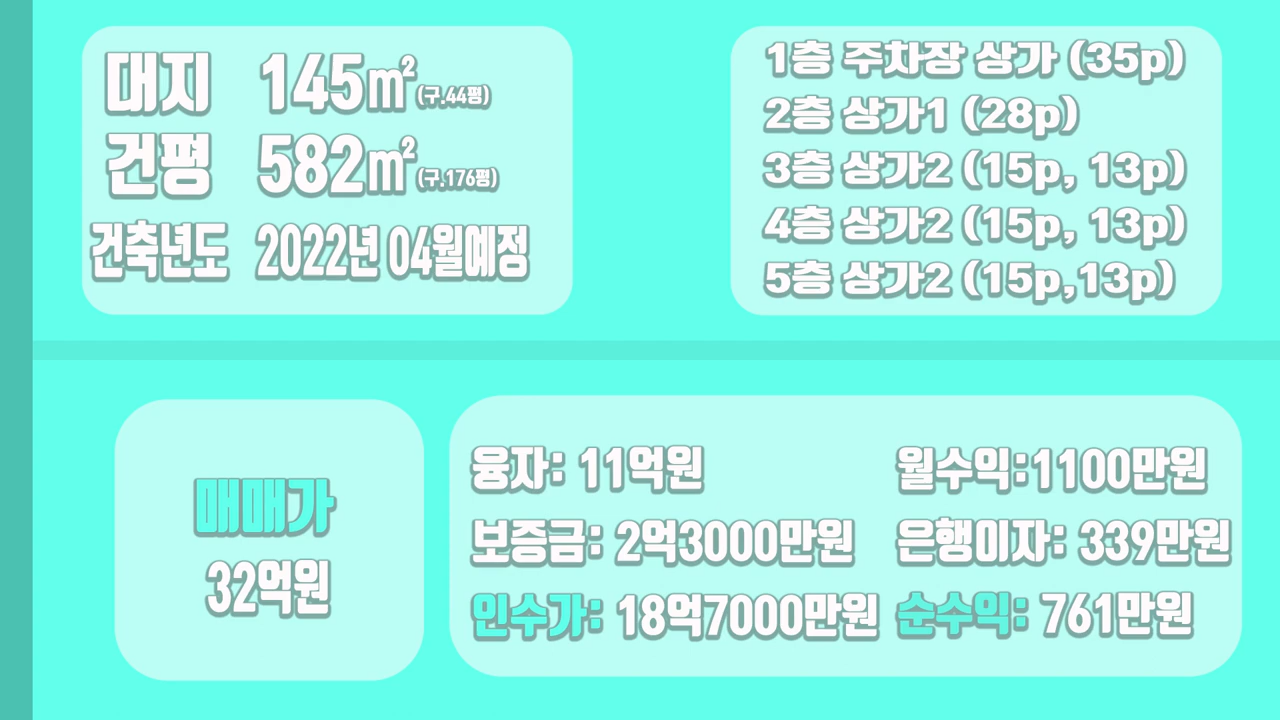 대지 145㎡(구.44평)
건평 582㎡(구.176평)
건축년도 2022년 04월예정
1층 주차장 상가 (35p)
2층 상가1 (28p)
3층 상가2 (15p, 13p)
4층 상가2 (15p, 13p)
5층 상가2 (15p,13p)
매매가
32억원
융자: 11억원
보증금: 2억3000만원
인수가: 18억7000만원
월수익:1100만원
은행이자: 339만원
순수익: 761만원